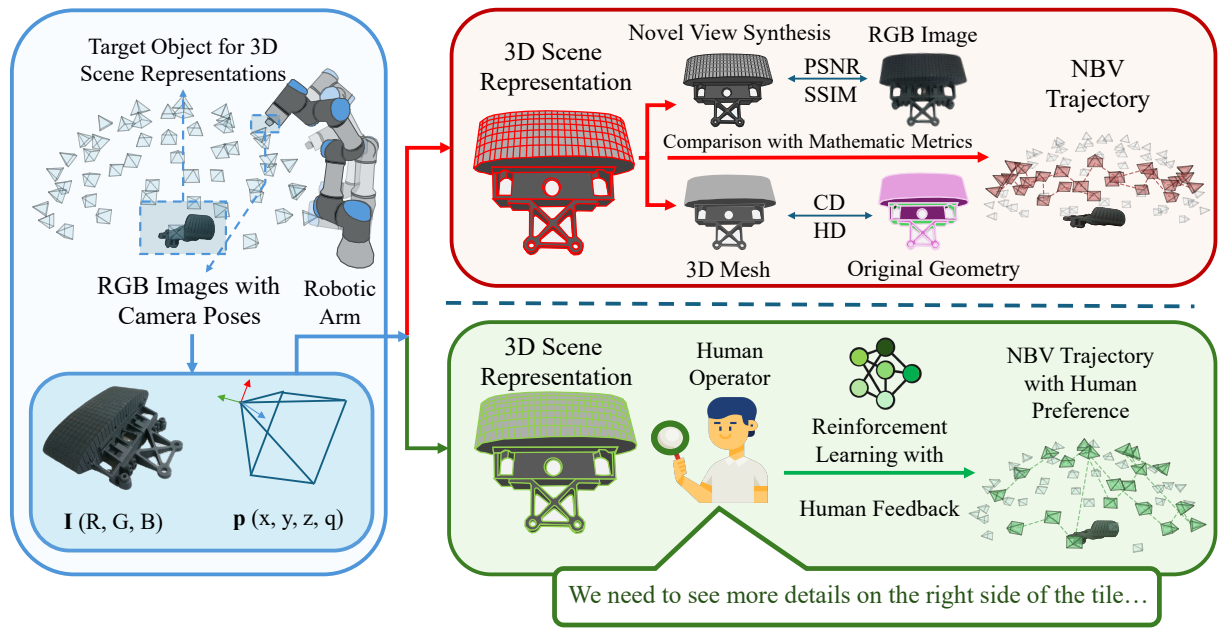 Target Object for 3D
Scene Representations
RGB Images with
Camera Poses
Robotic
Arm
I (R, G, B)
p (x, y, z, q)
3D Scene
Representation
Novel View Synthesis
RGB Image
PSNR
SSIM
Comparison with Mathematic Metrics
CD
HD
3D Mesh
Original Geometry
NBV
Trajectory
3D Scene
Representation
Human
Operator
Reinforcement
Learning with
Human Feedback
NBV Trajectory
with Human
Preference
We need to see more details on the right side of the tile…